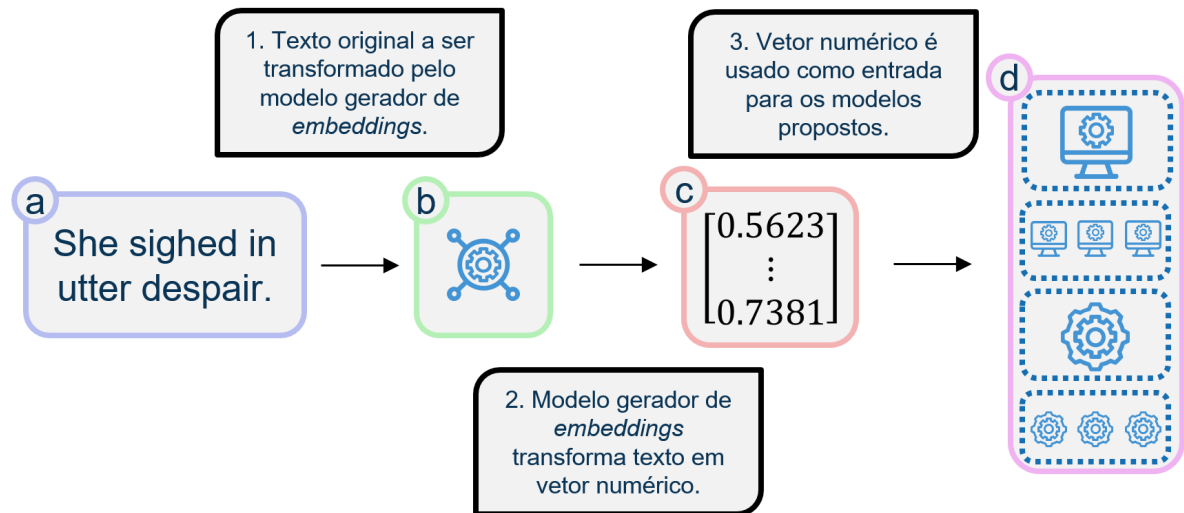 1. Texto original a ser
transformado pelo
modelo gerador de
embeddings.
3. Vetor numérico é
usado como entrada
para os modelos
propostos.
d
a
She sighed in
utter despair.
b
c
0.5623
⋮
0.7381
2. Modelo gerador de
embeddings
transforma texto em
vetor numérico.